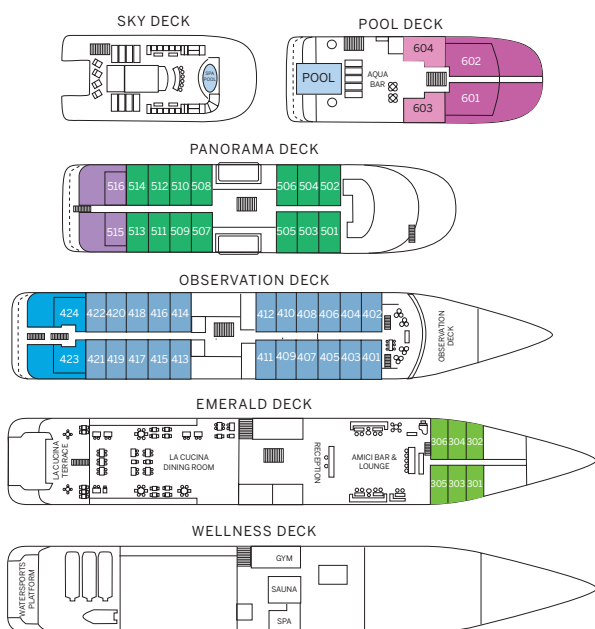 SKY DECK
SPA
POOL
POOL DECK
604
602
POOL
AQUA
BAR
603
601
PANORAMA DECK
516 514 512 510 508 506 504 502
515 513 511 509 507 505 503 501
OBSERVATION DECK
424 422 420 418 416 414 412 410 408 406 404 402
423 421 419 417 415 413 411 409 407 405 403 401
OBSERVATION
DECK
EMERALD DECK
LA CUCINA
TERRACE
LA CUCINA
DINING ROOM
RECEPTION
AMICI BAR &
LOUNGE
306 304 302
305 303 301
WELLNESS DECK
WATERSPORTS
PLATFORM
GYM
SAUNA
SPA